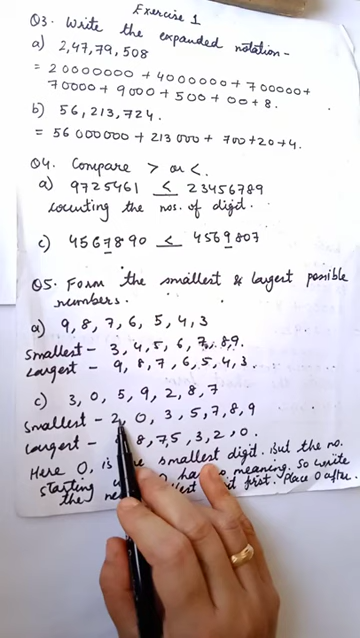 Exercise 1
Q3. Write the expanded notation -
a) 2,47,79,508
= 20000000 + 4000000 + 700000+
70000 + 9000 + 500 + 00 + 8.
b) 56,213,724.
= 56000000 + 213000 + 700+20+4.
Q4. Compare > or <.
a) 9725461 < 23456789
counting the nos. of digit.
c) 4567890 < 4569807
Q5. Form the smallest & largest possible
numbers.
a) 9, 8, 7, 6, 5, 4, 3
Smallest - 3, 4, 5, 6, 7, 8, 9.
Largest - 9, 8, 7, 6, 5, 4, 3.
c) 3, 0, 5, 9, 2, 8, 7
Smallest - 2, 0, 3, 5, 7, 8, 9
Largest - 8, 7, 5, 3, 2, 0.
Here 0, is smallest digit. But the no.
starting no meaning. So write
the first. Place 0 after.